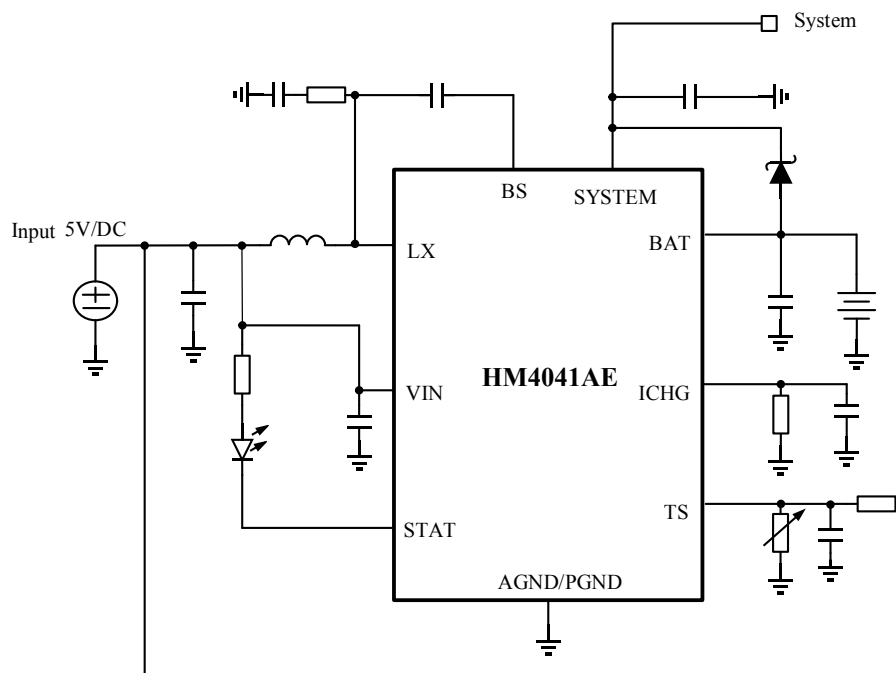 System
BS
SYSTEM
Input 5V/DC
LX
BAT
HM4041AE
VIN
ICHG
STAT
TS
AGND/PGND